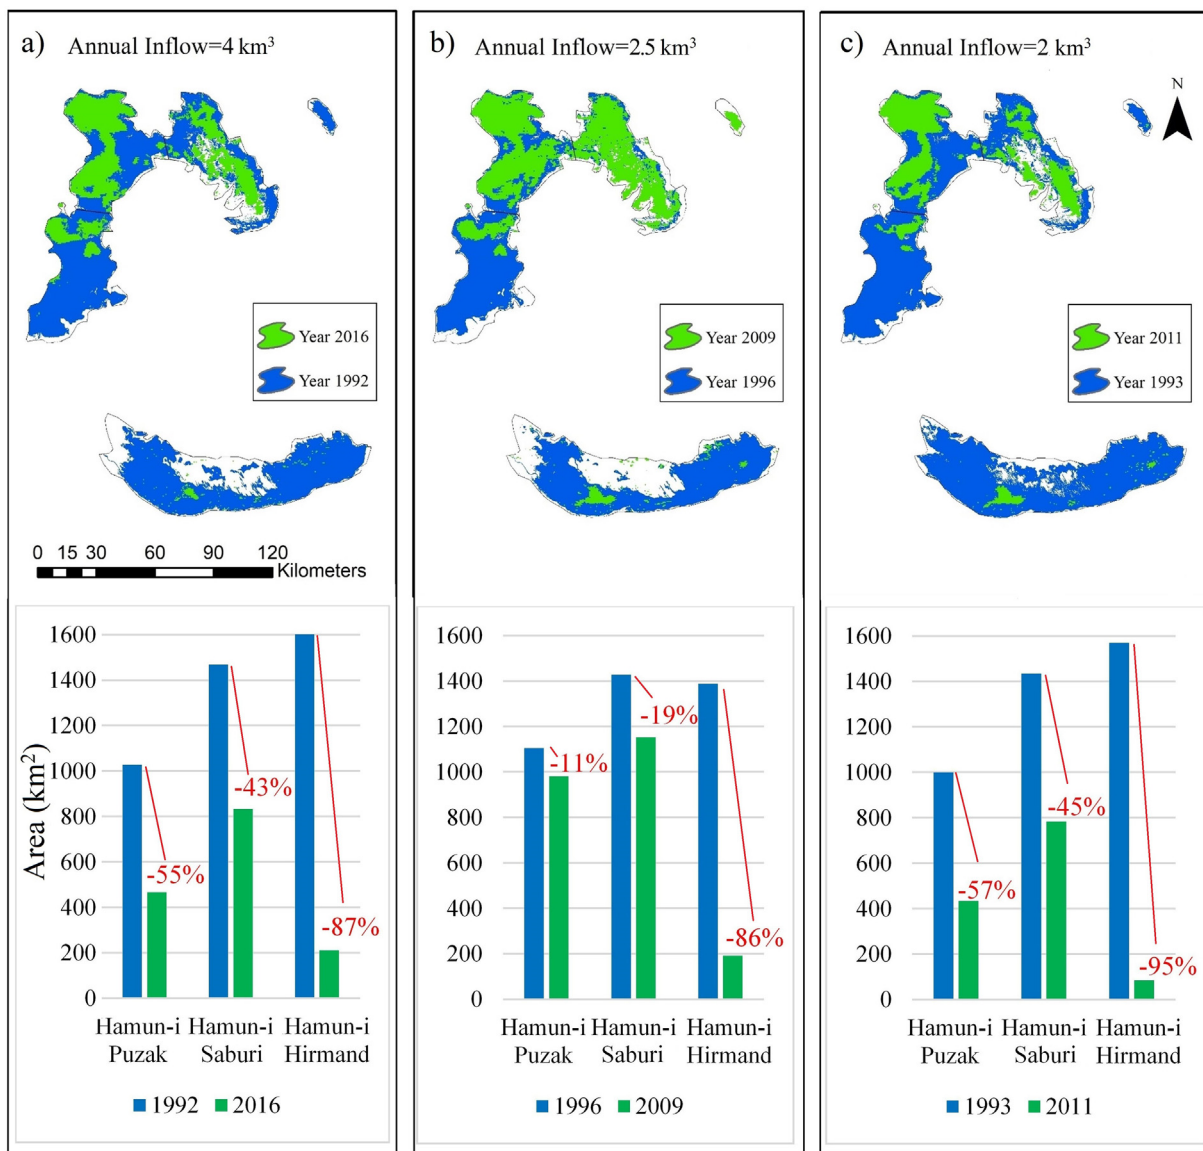 a) Annual Inflow=4 km³
Year 2016
Year 1992
0 15 30 60 90 120
Kilometers
1600
1400
1200
1000
800
600
400
200
0
Area (km²)
-55%
-43%
-87%
Hamun-i Hamun-i Hamun-i
Puzak Saburi Hirmand
1992 2016
b) Annual Inflow=2.5 km³
Year 2009
Year 1996
1600
1400
1200
1000
800
600
400
200
0
-11%
-19%
-86%
Hamun-i Hamun-i Hamun-i
Puzak Saburi Hirmand
1996 2009
c) Annual Inflow=2 km³
N
Year 2011
Year 1993
1600
1400
1200
1000
800
600
400
200
0
-57%
-45%
-95%
Hamun-i Hamun-i Hamun-i
Puzak Saburi Hirmand
1993 2011